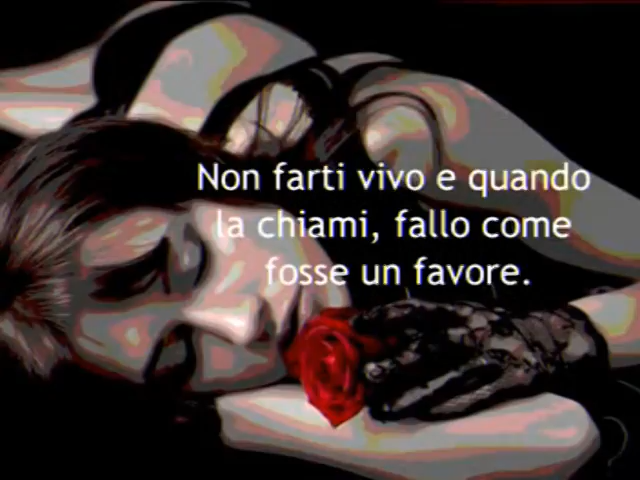 Non farti vivo e quando
la chiami, fallo come
fosse un favore.